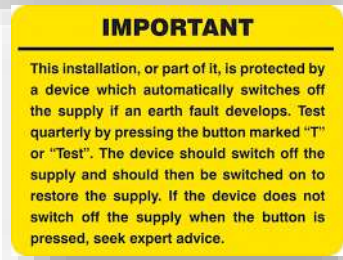 IMPORTANT
This installation, or part of it, is protected by
a device which automatically switches off
the supply if an earth fault develops. Test
quarterly by pressing the button marked “T”
or “Test”. The device should switch off the
supply and should then be switched on to
restore the supply. If the device does not
switch off the supply when the button is
pressed, seek expert advice.